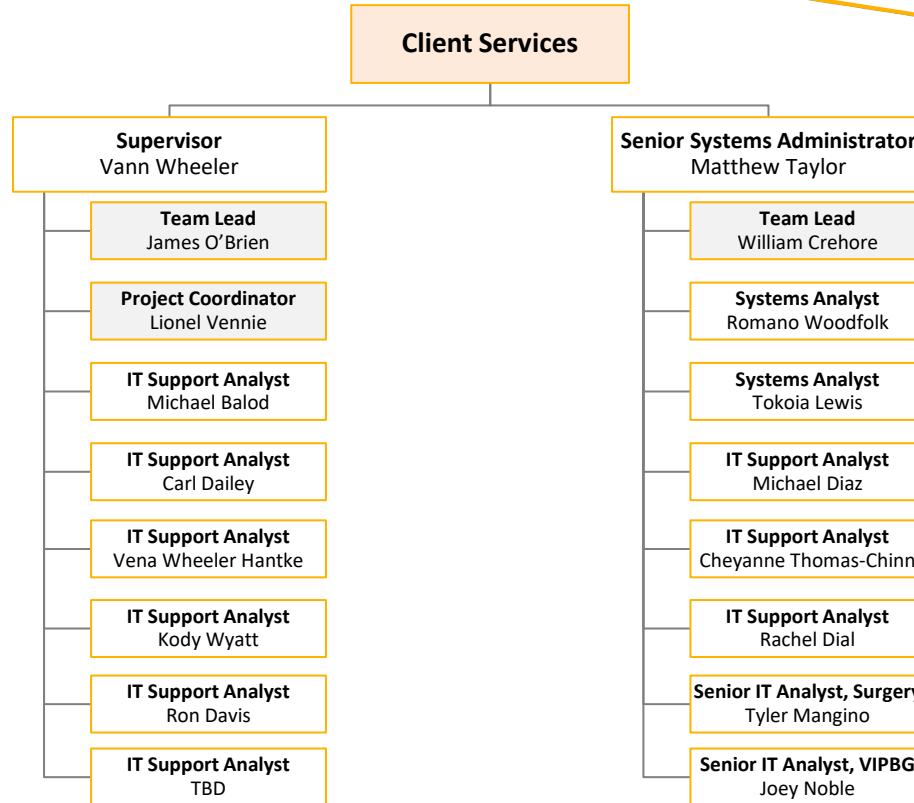 Client Services
Supervisor
Vann Wheeler
Team Lead
James O’Brien
Project Coordinator
Lionel Vennie
IT Support Analyst
Michael Balod
IT Support Analyst
Carl Dailey
IT Support Analyst
Vena Wheeler Hantke
IT Support Analyst
Kody Wyatt
IT Support Analyst
Ron Davis
IT Support Analyst
TBD
Senior Systems Administrator
Matthew Taylor
Team Lead
William Crehore
Systems Analyst
Romano Woodfolk
Systems Analyst
Tokoia Lewis
IT Support Analyst
Michael Diaz
IT Support Analyst
Cheyanne Thomas-Chinn
IT Support Analyst
Rachel Dial
Senior IT Analyst, Surgery
Tyler Mangino
Senior IT Analyst, VIPBG
Joey Noble